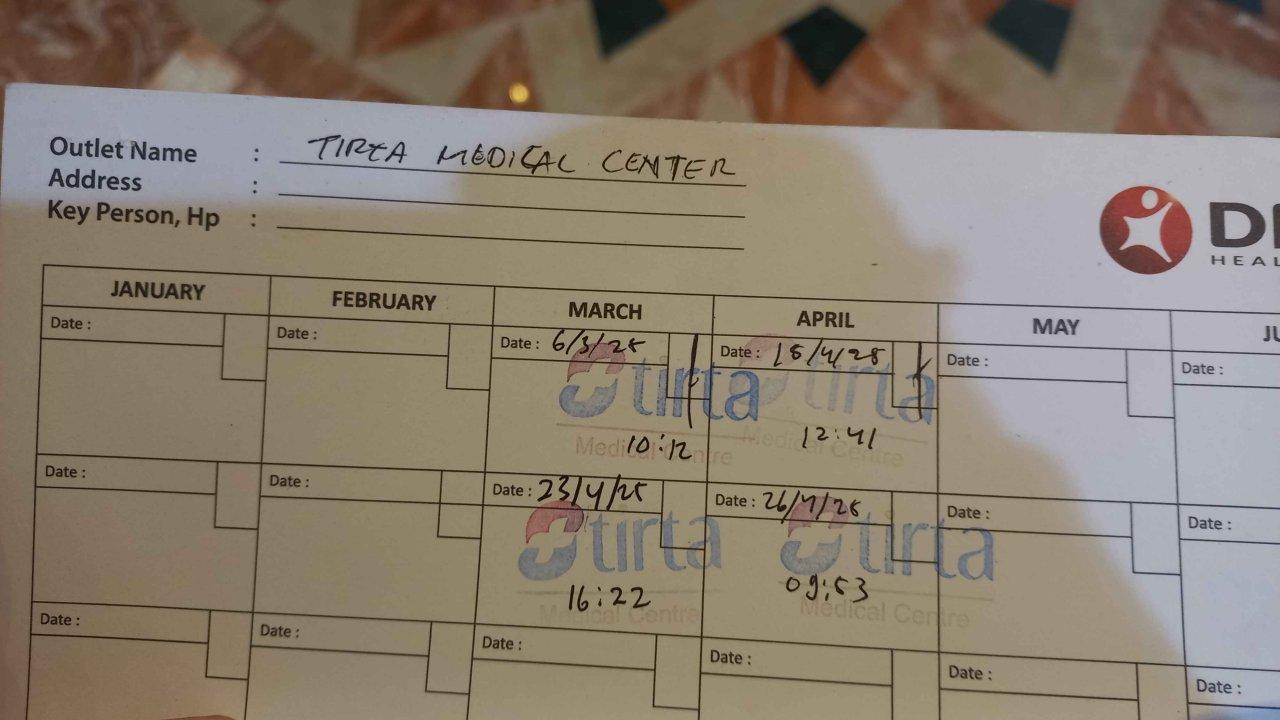 Outlet Name : TIRTA MEDICAL CENTER
Address :
Key Person, Hp :
HEAL
JANUARY FEBRUARY MARCH APRIL MAY JU
Date : Date : Date : 6/3/25 Date : 15/4/25 Date : Date :
tirta tirta
10:12 12:41
Medical Centre Medical Centre
Date : Date : Date : 23/4/25 Date : 26/4/25 Date : Date :
tirta tirta
16:22 09:53
Medical Centre Medical Centre
Date : Date : Date : Date : Date : Date :